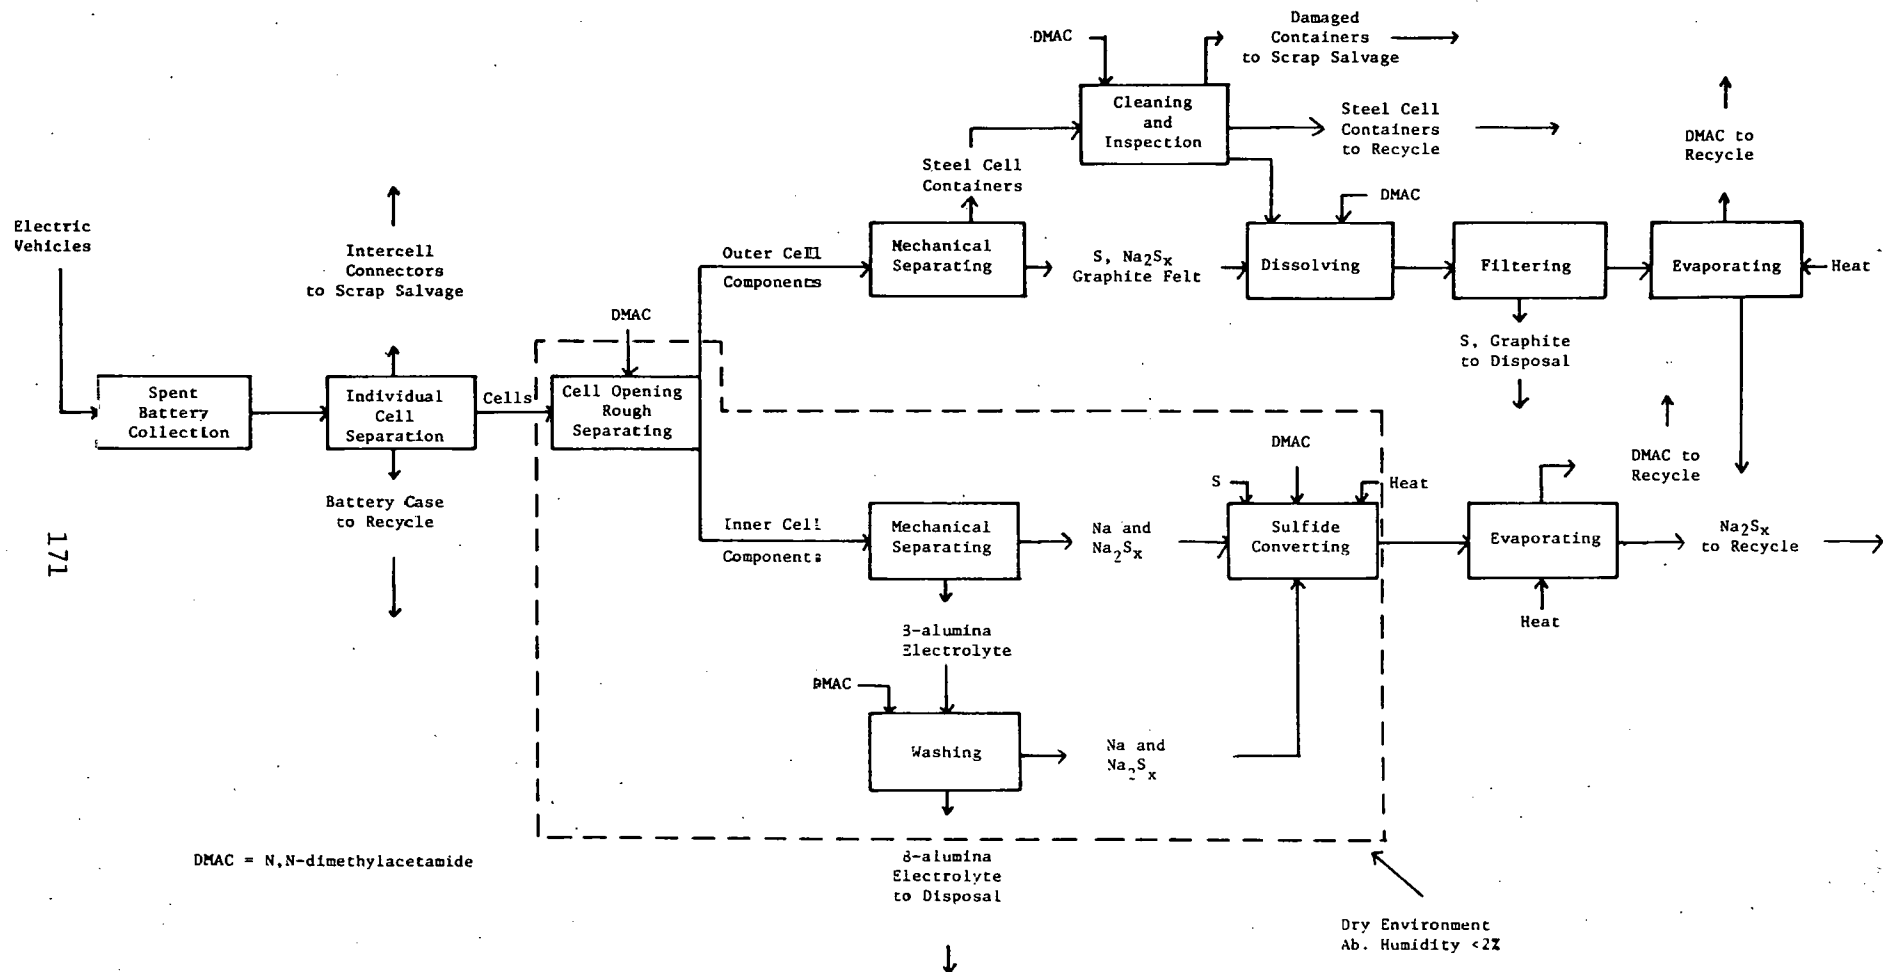 Damaged
Containers
to Scrap Salvage
DMAC
Cleaning
and
Inspection
Steel Cell
Containers
to Recycle
DMAC to
Recycle
Steel Cell
Containers
DMAC
Electric
Vehicles
Intercell
Connectors
to Scrap Salvage
Outer Cell
Components
Mechanical
Separating
S, Na2Sx
Graphite Felt
Dissolving
Filtering
Evaporating
Heat
DMAC
S, Graphite
to Disposal
Spent
Battery
Collection
Individual
Cell
Separation
Cells
Cell Opening
Rough
Separating
DMAC
DMAC to
Recycle
Battery Case
to Recycle
S
Heat
Inner Cell
Components
Mechanical
Separating
Na and
Na2Sx
Sulfide
Converting
Evaporating
Na2Sx
to Recycle
Heat
171
β-alumina
Electrolyte
DMAC
Washing
Na and
Na2Sx
DMAC = N,N-dimethylacetamide
β-alumina
Electrolyte
to Disposal
Dry Environment
Ab. Humidity <2%